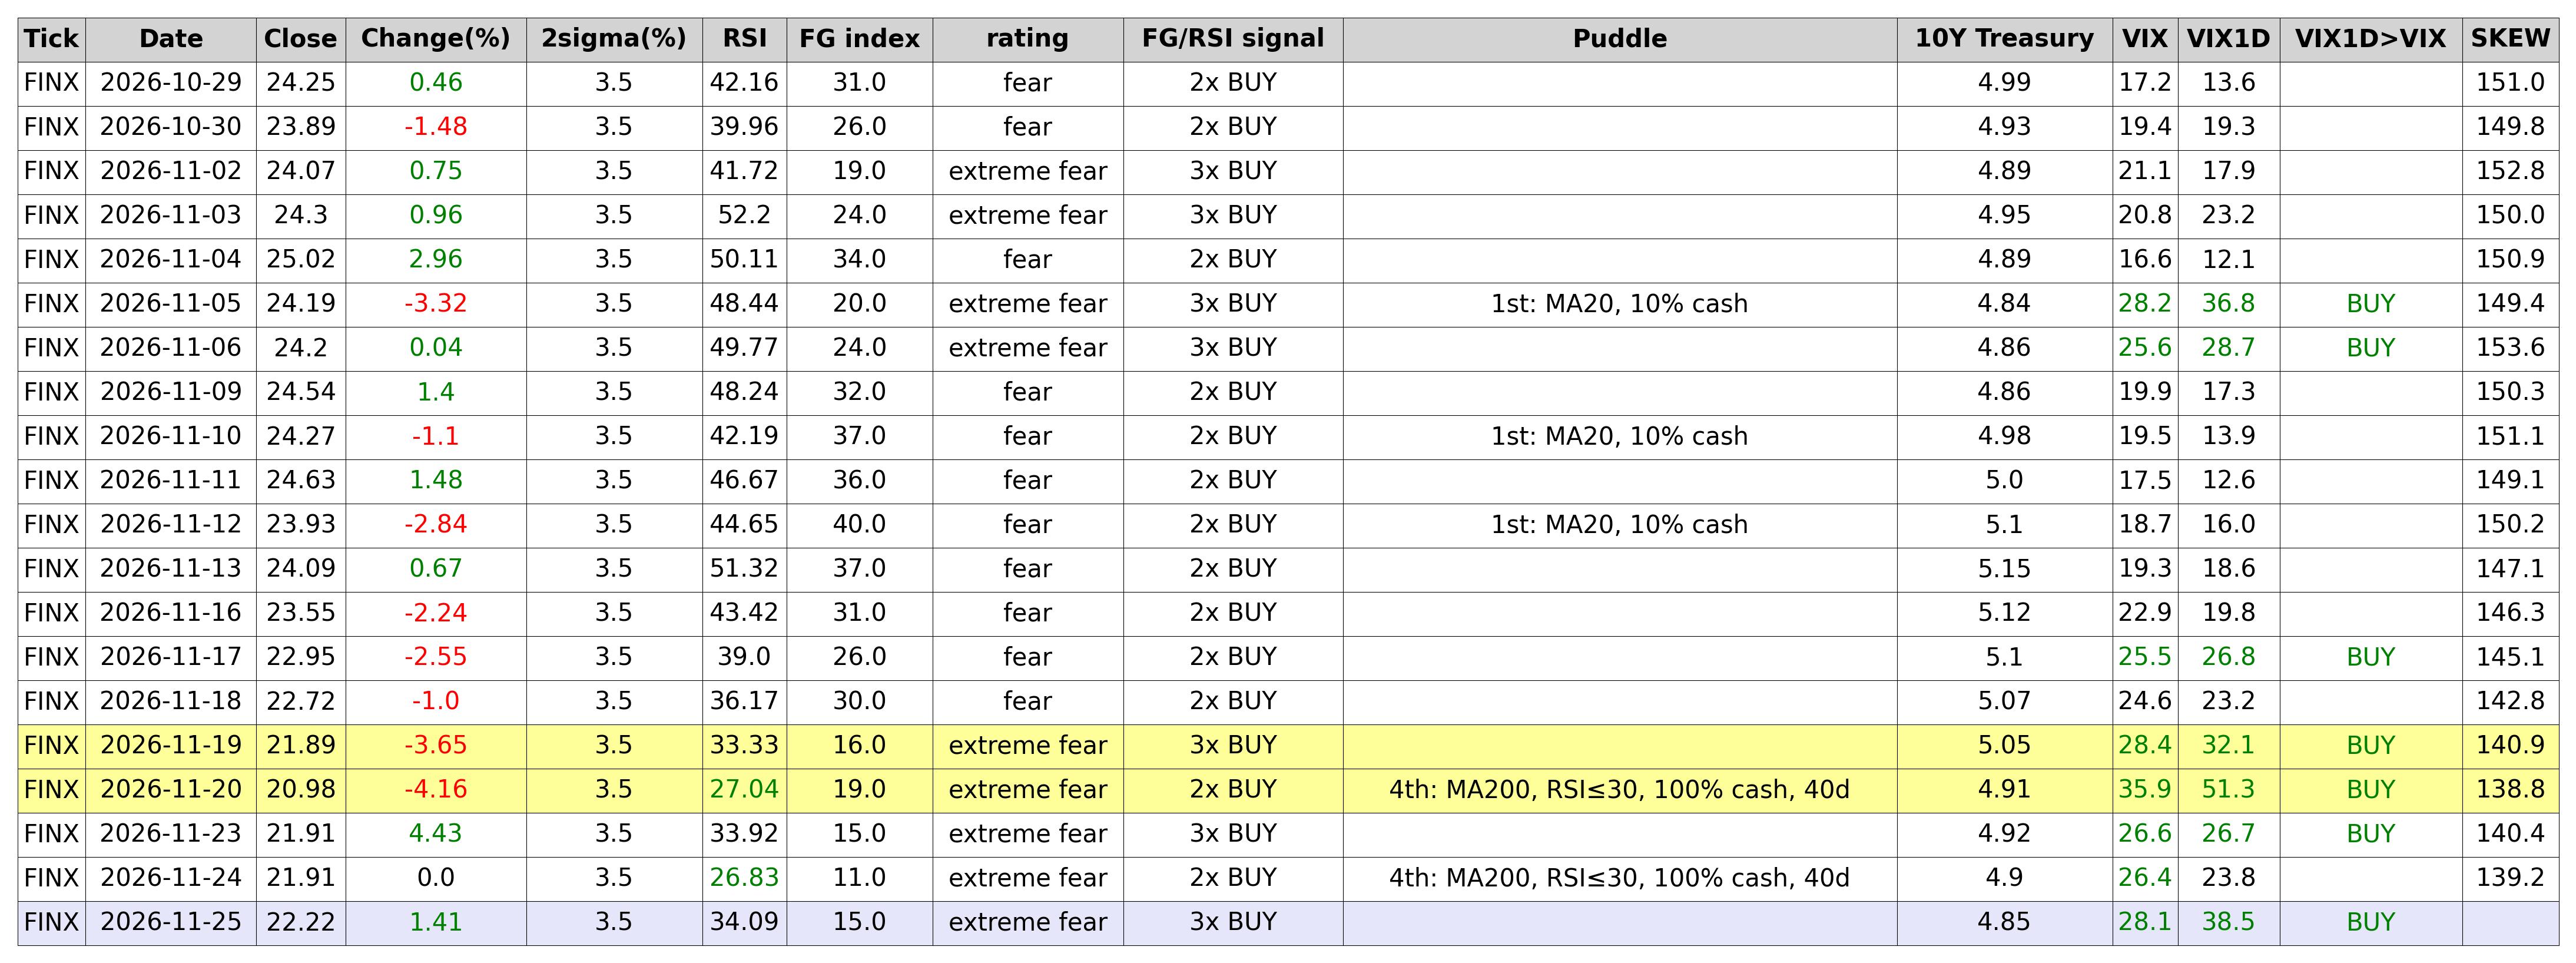 Tick Date Close Change(%) 2sigma(%) RSI FG index rating FG/RSI signal Puddle 10Y Treasury VIX VIX1D VIX1D>VIX SKEW
FINX 2026-10-29 24.25 0.46 3.5 42.16 31.0 fear 2x BUY 4.99 17.2 13.6 151.0
FINX 2026-10-30 23.89 -1.48 3.5 39.96 26.0 fear 2x BUY 4.93 19.4 19.3 149.8
FINX 2026-11-02 24.07 0.75 3.5 41.72 19.0 extreme fear 3x BUY 4.89 21.1 17.9 152.8
FINX 2026-11-03 24.3 0.96 3.5 52.2 24.0 extreme fear 3x BUY 4.95 20.8 23.2 150.0
FINX 2026-11-04 25.02 2.96 3.5 50.11 34.0 fear 2x BUY 4.89 16.6 12.1 150.9
FINX 2026-11-05 24.19 -3.32 3.5 48.44 20.0 extreme fear 3x BUY 1st: MA20, 10% cash 4.84 28.2 36.8 BUY 149.4
FINX 2026-11-06 24.2 0.04 3.5 49.77 24.0 extreme fear 3x BUY 4.86 25.6 28.7 BUY 153.6
FINX 2026-11-09 24.54 1.4 3.5 48.24 32.0 fear 2x BUY 4.86 19.9 17.3 150.3
FINX 2026-11-10 24.27 -1.1 3.5 42.19 37.0 fear 2x BUY 1st: MA20, 10% cash 4.98 19.5 13.9 151.1
FINX 2026-11-11 24.63 1.48 3.5 46.67 36.0 fear 2x BUY 5.0 17.5 12.6 149.1
FINX 2026-11-12 23.93 -2.84 3.5 44.65 40.0 fear 2x BUY 1st: MA20, 10% cash 5.1 18.7 16.0 150.2
FINX 2026-11-13 24.09 0.67 3.5 51.32 37.0 fear 2x BUY 5.15 19.3 18.6 147.1
FINX 2026-11-16 23.55 -2.24 3.5 43.42 31.0 fear 2x BUY 5.12 22.9 19.8 146.3
FINX 2026-11-17 22.95 -2.55 3.5 39.0 26.0 fear 2x BUY 5.1 25.5 26.8 BUY 145.1
FINX 2026-11-18 22.72 -1.0 3.5 36.17 30.0 fear 2x BUY 5.07 24.6 23.2 142.8
FINX 2026-11-19 21.89 -3.65 3.5 33.33 16.0 extreme fear 3x BUY 5.05 28.4 32.1 BUY 140.9
FINX 2026-11-20 20.98 -4.16 3.5 27.04 19.0 extreme fear 2x BUY 4th: MA200, RSI≤30, 100% cash, 40d 4.91 35.9 51.3 BUY 138.8
FINX 2026-11-23 21.91 4.43 3.5 33.92 15.0 extreme fear 3x BUY 4.92 26.6 26.7 BUY 140.4
FINX 2026-11-24 21.91 0.0 3.5 26.83 11.0 extreme fear 2x BUY 4th: MA200, RSI≤30, 100% cash, 40d 4.9 26.4 23.8 139.2
FINX 2026-11-25 22.22 1.41 3.5 34.09 15.0 extreme fear 3x BUY 4.85 28.1 38.5 BUY